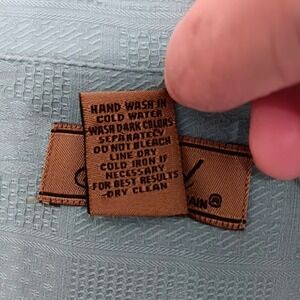 HAND WASH IN
COLD WATER
WASH DARK COLORS
SEPARATELY
DO NOT BLEACH
LINE DRY
COLD IRON IF
NECESSARY
FOR BEST RESULTS
-DRY CLEAN